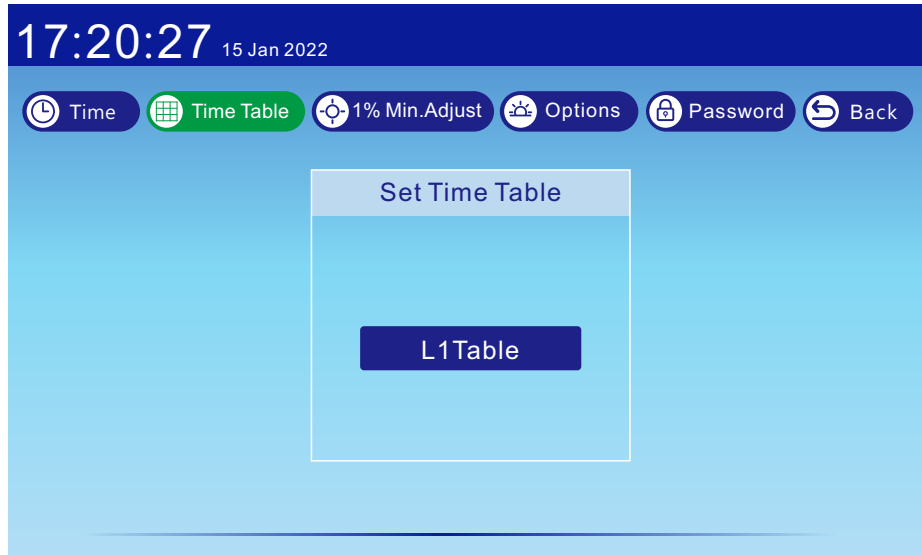 17:20:27 15 Jan 2022
Time Time Table 1% Min.Adjust Options Password Back
Set Time Table
L1Table